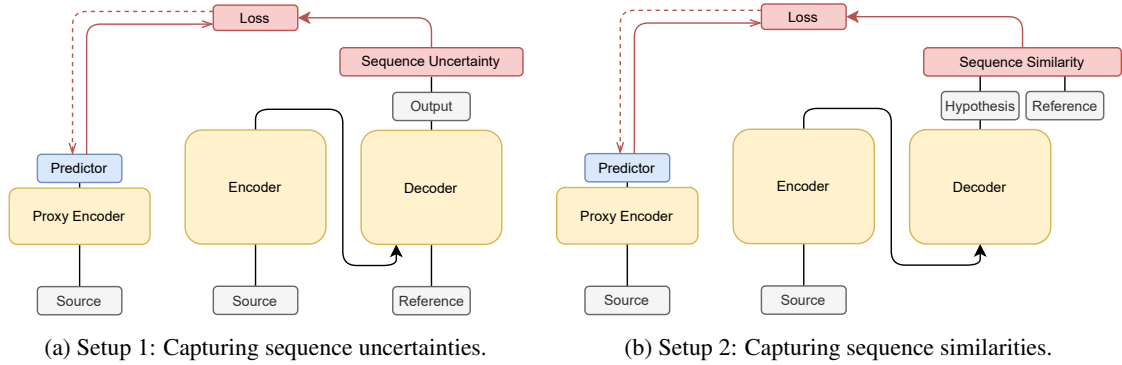 Loss
Sequence Uncertainty
Output
Predictor
Proxy Encoder
Encoder
Decoder
Source
Source
Reference
(a) Setup 1: Capturing sequence uncertainties.
Loss
Sequence Similarity
Hypothesis
Reference
Predictor
Proxy Encoder
Encoder
Decoder
Source
Source
(b) Setup 2: Capturing sequence similarities.